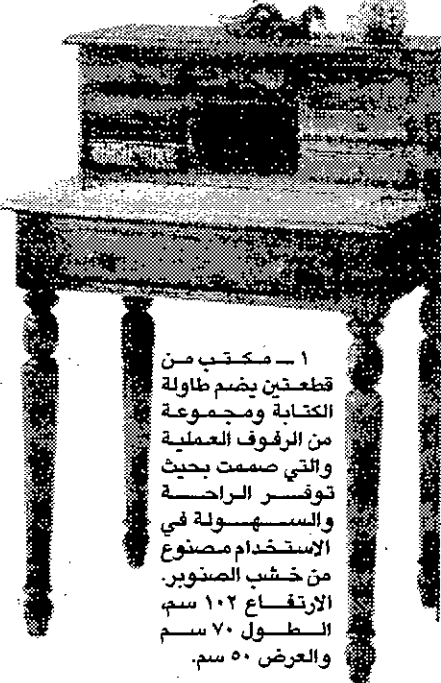 ١ – مكتب من
قطعتين يضم طاولة
الكتابة ومجموعة
من الرفوف العملية
والتي صممت بحيث
توفر الراحة
والسهولة في
الاستخدام مصنوع
من خشب الصنوبر.
الارتفاع ١٠٢ سم،
الطول ٧٠ سم
والعرض ٥٠ سم.